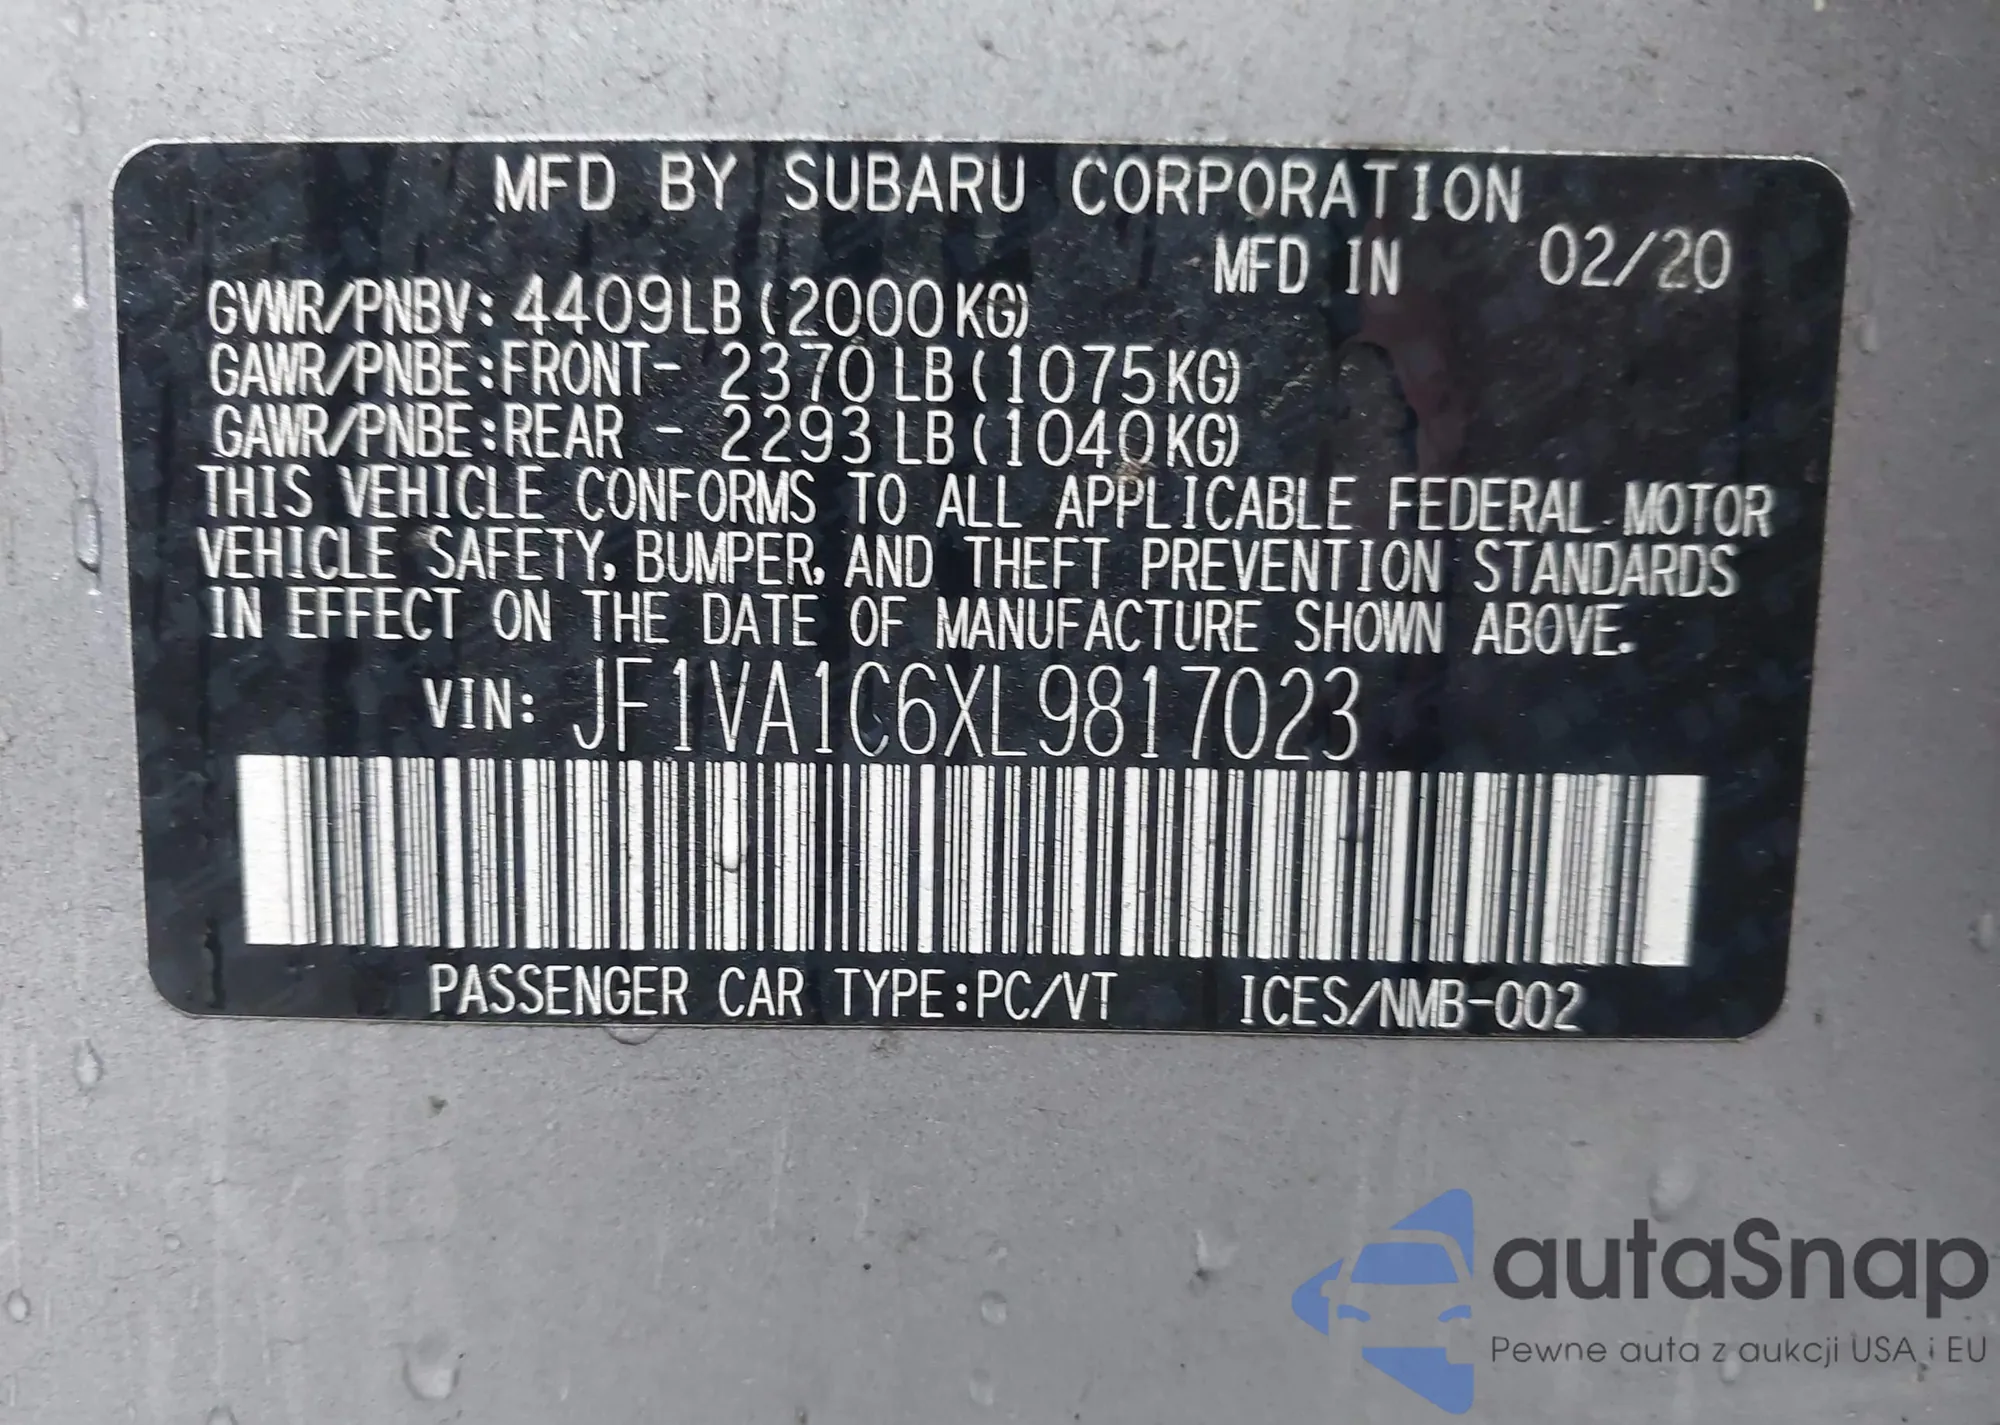 MFD BY SUBARU CORPORATION
MFD IN 02/20
GVWR/PNBV: 4409LB (2000KG)
GAWR/PNBE:FRONT- 2370 LB (1075KG)
GAWR/PNBE:REAR - 2293 LB (1040KG)
THIS VEHICLE CONFORMS TO ALL APPLICABLE FEDERAL MOTOR
VEHICLE SAFETY, BUMPER, AND THEFT PREVENTION STANDARDS
IN EFFECT ON THE DATE OF MANUFACTURE SHOWN ABOVE.
VIN: JF1VA1C6XL9817023
PASSENGER CAR TYPE:PC/VT ICES/NMB-002
autaSnap
Pewne auta z aukcji USA i EU